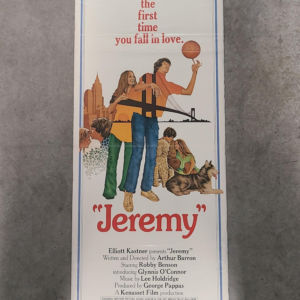 the
first
time
you fall in love.
"Jeremy"
Elliott Kastner presents "Jeremy"
Written and Directed by Arthur Barron
Starring Robby Benson
introducing Glynnis O'Connor
Music by Lee Holdridge
Produced by George Pappas
A Kenasset Film production